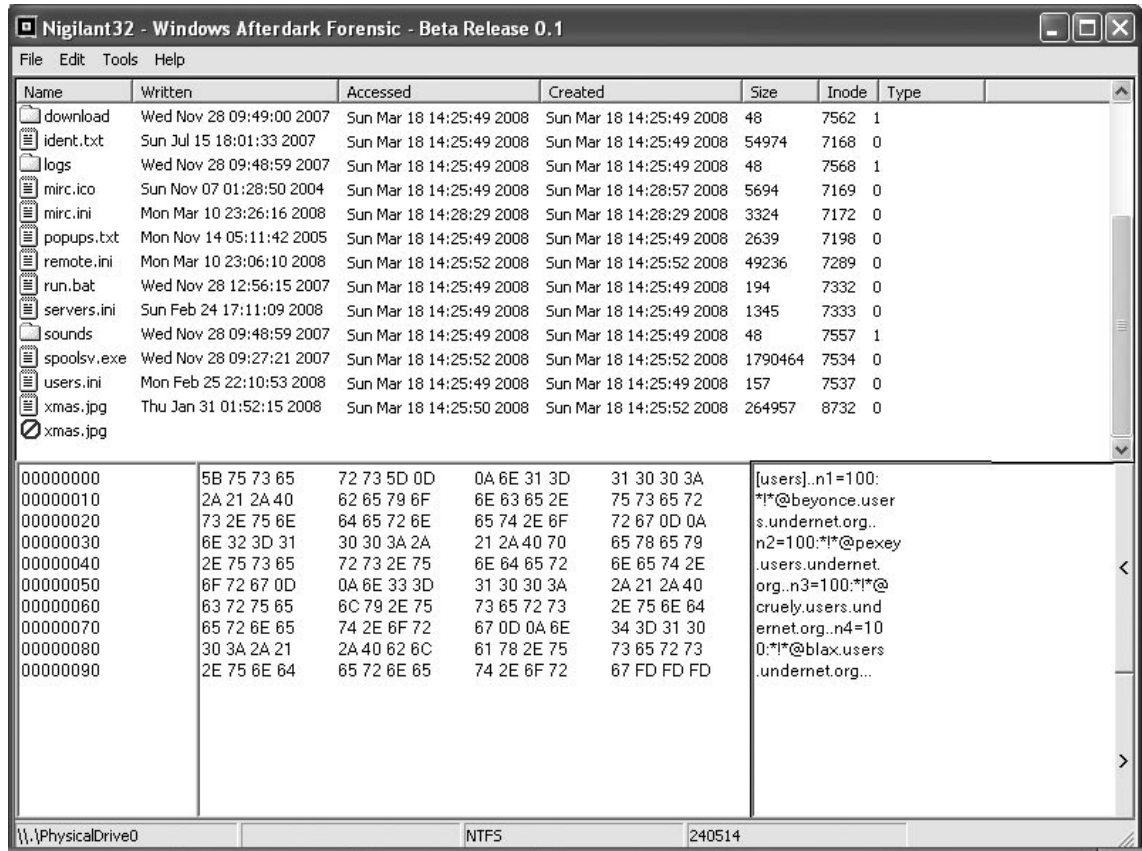 Nigilant32 - Windows Afterdark Forensic - Beta Release 0.1
File Edit Tools Help
Name Written Accessed Created Size Inode Type
download Wed Nov 28 09:49:00 2007 Sun Mar 18 14:25:49 2008 Sun Mar 18 14:25:49 2008 48 7562 1
ident.txt Sun Jul 15 18:01:33 2007 Sun Mar 18 14:25:49 2008 Sun Mar 18 14:25:49 2008 54974 7168 0
logs Wed Nov 28 09:48:59 2007 Sun Mar 18 14:25:49 2008 Sun Mar 18 14:25:49 2008 48 7568 1
mirc.ico Sun Nov 07 01:28:50 2004 Sun Mar 18 14:25:49 2008 Sun Mar 18 14:28:57 2008 5694 7169 0
mirc.ini Mon Mar 10 23:26:16 2008 Sun Mar 18 14:28:29 2008 Sun Mar 18 14:28:29 2008 3324 7172 0
popups.txt Mon Nov 14 05:11:42 2005 Sun Mar 18 14:25:49 2008 Sun Mar 18 14:25:49 2008 2639 7198 0
remote.ini Mon Mar 10 23:06:10 2008 Sun Mar 18 14:25:52 2008 Sun Mar 18 14:25:52 2008 49236 7289 0
run.bat Wed Nov 28 12:56:15 2007 Sun Mar 18 14:25:49 2008 Sun Mar 18 14:25:49 2008 194 7332 0
servers.ini Sun Feb 24 17:11:09 2008 Sun Mar 18 14:25:49 2008 Sun Mar 18 14:25:49 2008 1345 7333 0
sounds Wed Nov 28 09:48:59 2007 Sun Mar 18 14:25:49 2008 Sun Mar 18 14:25:49 2008 48 7557 1
spoolsv.exe Wed Nov 28 09:27:21 2007 Sun Mar 18 14:25:52 2008 Sun Mar 18 14:25:52 2008 1790464 7534 0
users.ini Mon Feb 25 22:10:53 2008 Sun Mar 18 14:25:49 2008 Sun Mar 18 14:25:49 2008 157 7537 0
xmas.jpg Thu Jan 31 01:52:15 2008 Sun Mar 18 14:25:50 2008 Sun Mar 18 14:25:52 2008 264957 8732 0
xmas.jpg
00000000 5B 75 73 65 72 73 5D 0D 0A 6E 31 3D 31 30 30 3A [users]..n1=100:
00000010 2A 21 2A 40 62 65 79 6F 6E 63 65 2E 75 73 65 72 *!*@beyonce.user
00000020 73 2E 75 6E 64 65 72 6E 65 74 2E 6F 72 67 0D 0A s.undernet.org..
00000030 6E 32 3D 31 30 30 3A 2A 21 2A 40 70 65 78 65 79 n2=100:*!*@pexey
00000040 2E 75 73 65 72 73 2E 75 6E 64 65 72 6E 65 74 2E .users.undernet.
00000050 6F 72 67 0D 0A 6E 33 3D 31 30 30 3A 2A 21 2A 40 org..n3=100:*!*@
00000060 63 72 75 65 6C 79 2E 75 73 65 72 73 2E 75 6E 64 cruely.users.und
00000070 65 72 6E 65 74 2E 6F 72 67 0D 0A 6E 34 3D 31 30 ernet.org..n4=10
00000080 30 3A 2A 21 2A 40 62 6C 61 78 2E 75 73 65 72 73 0:*!*@blax.users
00000090 2E 75 6E 64 65 72 6E 65 74 2E 6F 72 67 FD FD FD .undernet.org...
\\.\PhysicalDrive0 NTFS 240514